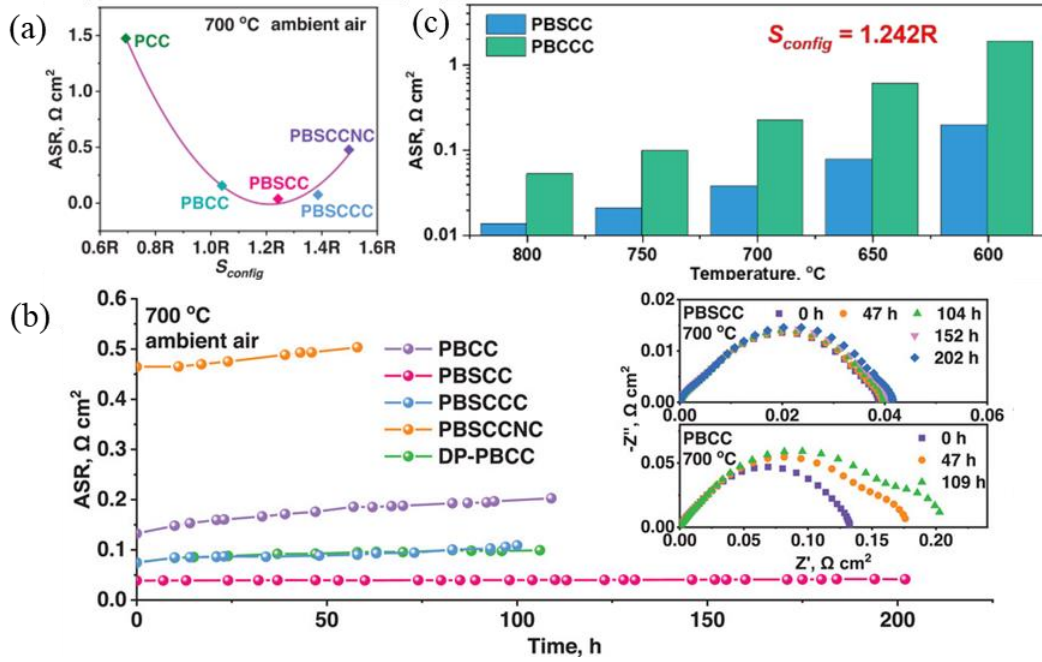 (a)
700 °C ambient air
ASR, Ω cm²
1.5
1.0
0.5
0.0
PCC
PBCC
PBSCC
PBSCCC
PBSCCNC
0.6R 0.8R 1.0R 1.2R 1.4R 1.6R
S_config
(c)
PBSCC
PBCCC
S_config = 1.242R
ASR, Ω cm²
1
0.1
0.01
800 750 700 650 600
Temperature, °C
(b)
700 °C
ambient air
ASR, Ω cm²
0.6
0.5
0.4
0.3
0.2
0.1
0.0
PBCC
PBSCC
PBSCCC
PBSCCNC
DP-PBCC
0 50 100 150 200
Time, h
-Z'', Ω cm²
0.02
0.01
0.00
PBSCC
700 °C
0 h 47 h 104 h
152 h
202 h
0.00 0.02 0.04 0.06
0.05
0.00
PBCC
700 °C
0 h
47 h
109 h
0.00 0.05 0.10 0.15 0.20
Z', Ω cm²